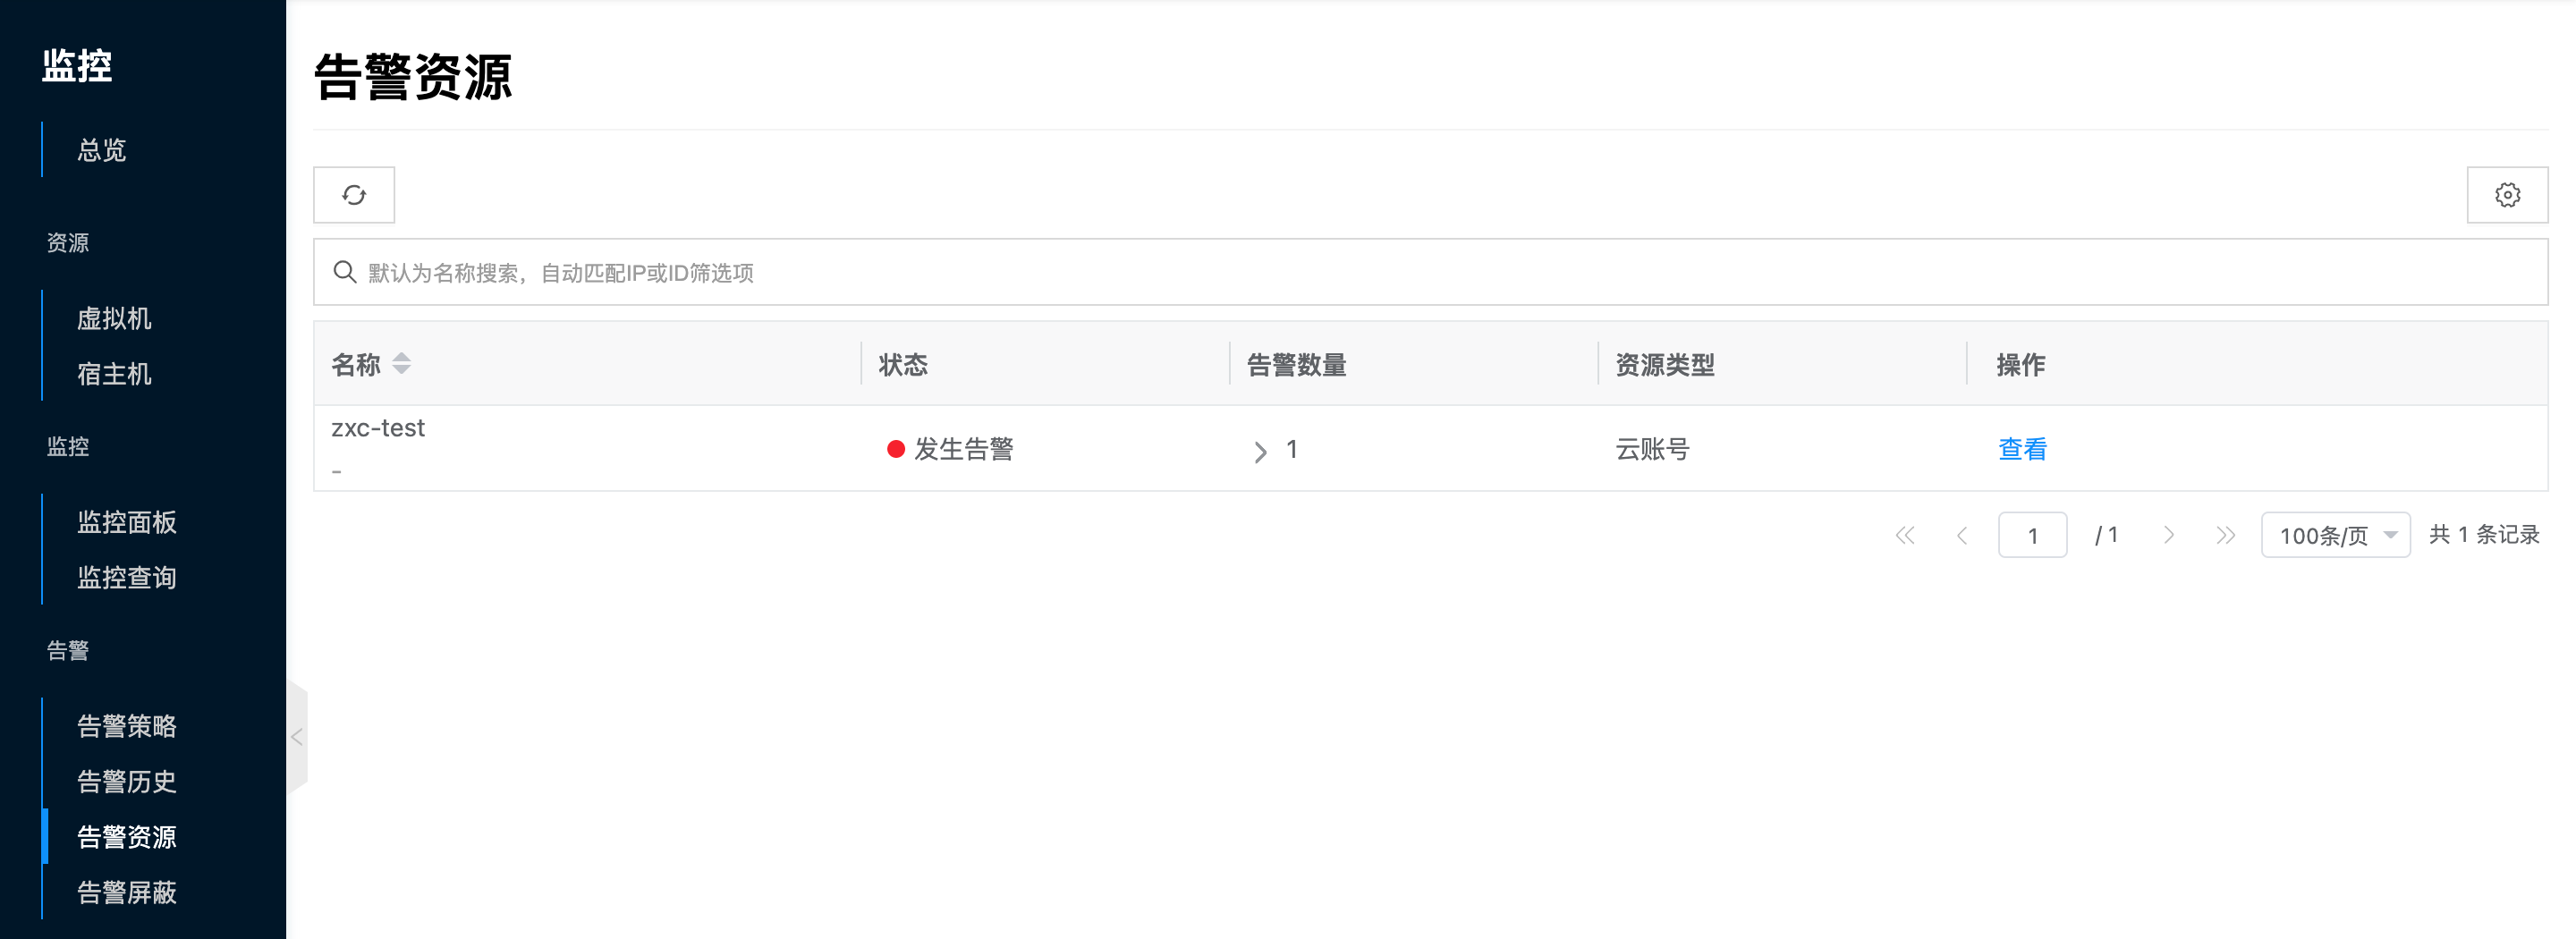 监控
总览
资源
虚拟机
宿主机
监控
监控面板
监控查询
告警
告警策略
告警历史
告警资源
告警屏蔽
告警资源
默认为名称搜索，自动匹配IP或ID筛选项
名称 状态 告警数量 资源类型 操作
zxc-test
-
发生告警 1 云账号 查看
1 / 1 100条/页 共 1 条记录